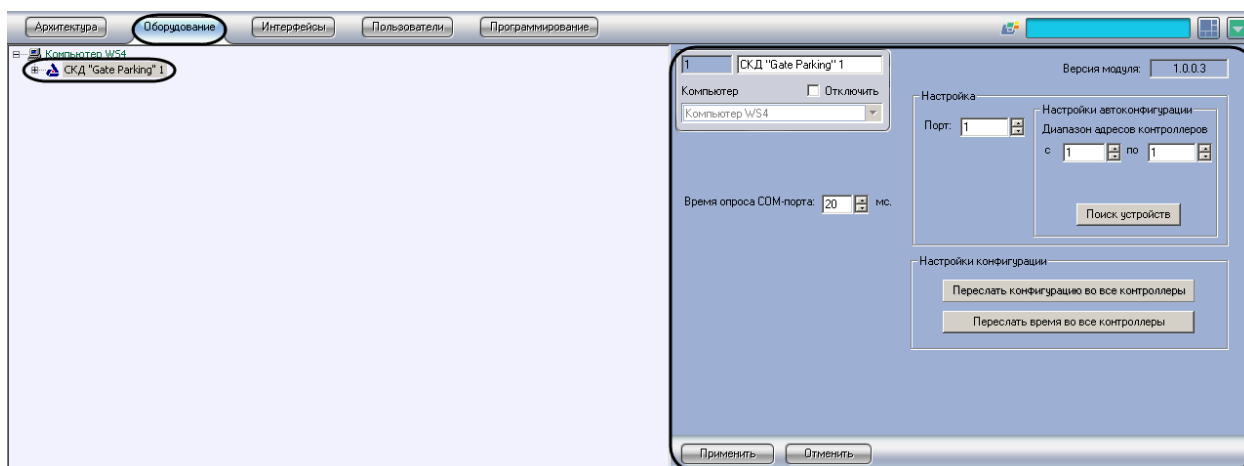 Архитектура Оборудование Интерфейсы Пользователи Программирование
Компьютер WS4
СКД "Gate Parking" 1
1 СКД "Gate Parking" 1
Компьютер Отключить
Компьютер WS4
Время опроса COM-порта: 20 мс.
Версия модуля: 1.0.0.3
Настройка
Порт: 1
Настройки автоконфигурации
Диапазон адресов контроллеров
с 1 по 1
Поиск устройств
Настройки конфигурации
Переслать конфигурацию во все контроллеры
Переслать время во все контроллеры
Применить Отменить